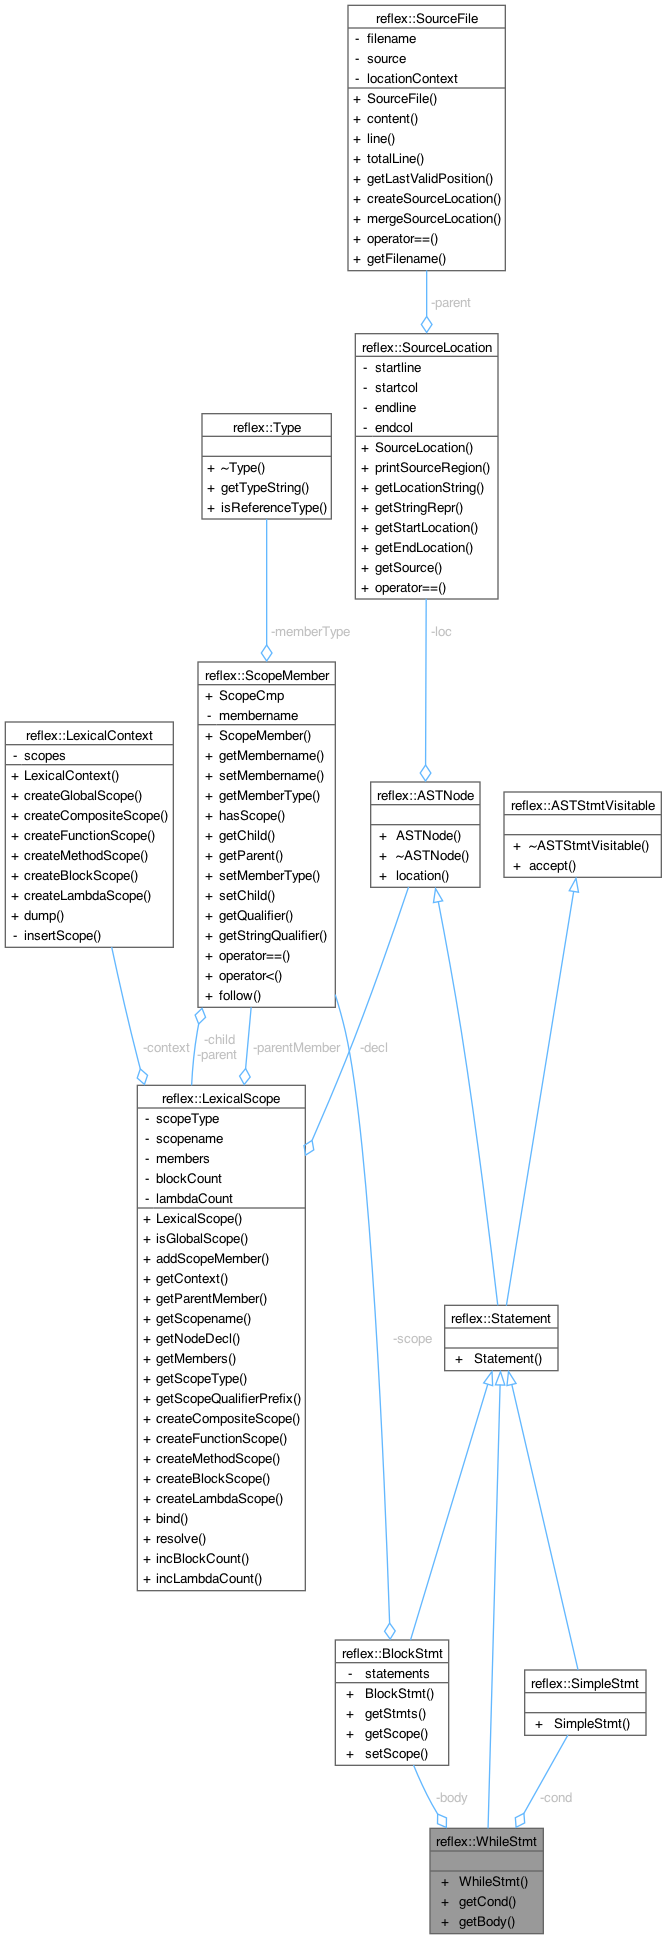 reflex::SourceFile
- filename
- source
- locationContext
+ SourceFile()
+ content()
+ line()
+ totalLine()
+ getLastValidPosition()
+ createSourceLocation()
+ mergeSourceLocation()
+ operator==()
+ getFilename()
-parent
reflex::SourceLocation
- startline
- startcol
- endline
- endcol
+ SourceLocation()
+ printSourceRegion()
+ getLocationString()
+ getStringRepr()
+ getStartLocation()
+ getEndLocation()
+ getSource()
+ operator==()
reflex::Type
+ ~Type()
+ getTypeString()
+ isReferenceType()
-memberType
-loc
reflex::ScopeMember
+ ScopeCmp
- membername
+ ScopeMember()
+ getMembername()
+ setMembername()
+ getMemberType()
+ hasScope()
+ getChild()
+ getParent()
+ setMemberType()
+ setChild()
+ getQualifier()
+ getStringQualifier()
+ operator==()
+ operator<()
+ follow()
reflex::LexicalContext
- scopes
+ LexicalContext()
+ createGlobalScope()
+ createCompositeScope()
+ createFunctionScope()
+ createMethodScope()
+ createBlockScope()
+ createLambdaScope()
+ dump()
- insertScope()
reflex::ASTNode
+ ASTNode()
+ ~ASTNode()
+ location()
reflex::ASTStmtVisitable
+ ~ASTStmtVisitable()
+ accept()
-context
-child
-parent
-parentMember
-decl
reflex::LexicalScope
- scopeType
- scopename
- members
- blockCount
- lambdaCount
+ LexicalScope()
+ isGlobalScope()
+ addScopeMember()
+ getContext()
+ getParentMember()
+ getScopename()
+ getNodeDecl()
+ getMembers()
+ getScopeType()
+ getScopeQualifierPrefix()
+ createCompositeScope()
+ createFunctionScope()
+ createMethodScope()
+ createBlockScope()
+ createLambdaScope()
+ bind()
+ resolve()
+ incBlockCount()
+ incLambdaCount()
-scope
reflex::Statement
+ Statement()
reflex::BlockStmt
- statements
+ BlockStmt()
+ getStmts()
+ getScope()
+ setScope()
reflex::SimpleStmt
+ SimpleStmt()
-body
-cond
reflex::WhileStmt
+ WhileStmt()
+ getCond()
+ getBody()